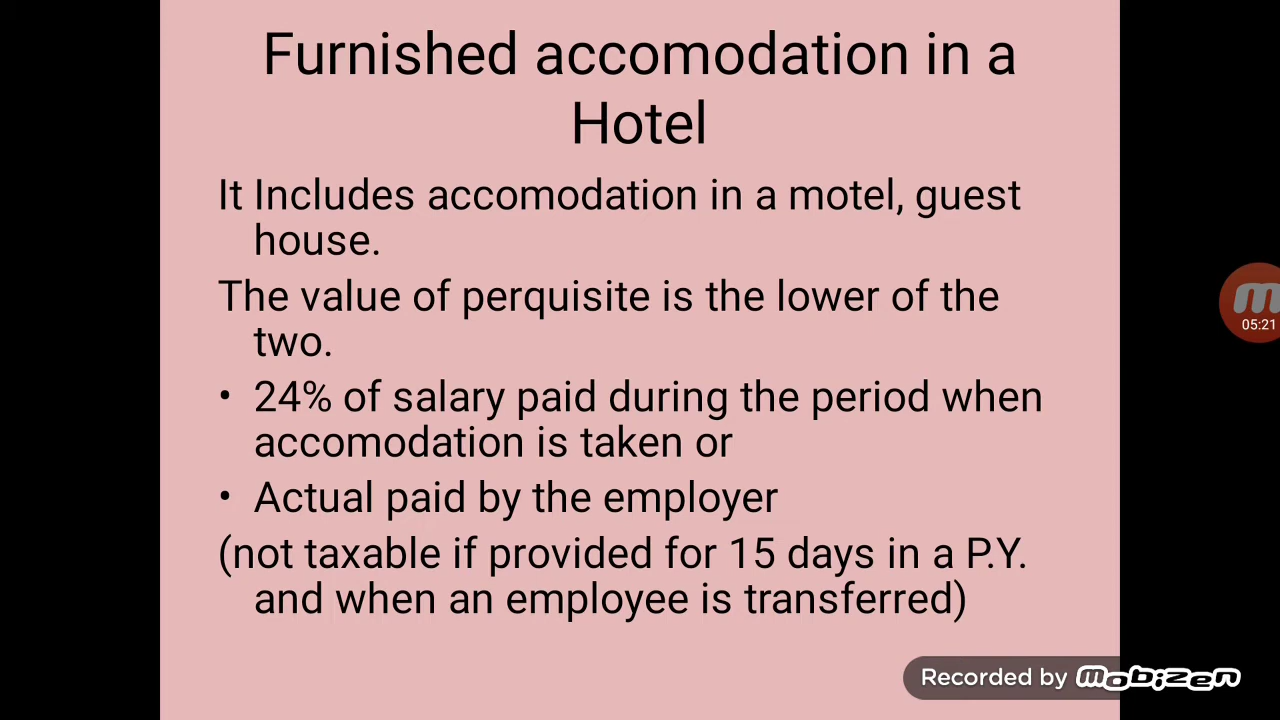 Furnished accomodation in a
Hotel
It Includes accomodation in a motel, guest
house.
The value of perquisite is the lower of the
two.
• 24% of salary paid during the period when
accomodation is taken or
• Actual paid by the employer
(not taxable if provided for 15 days in a P.Y.
and when an employee is transferred)
05:21
Recorded by mobizen